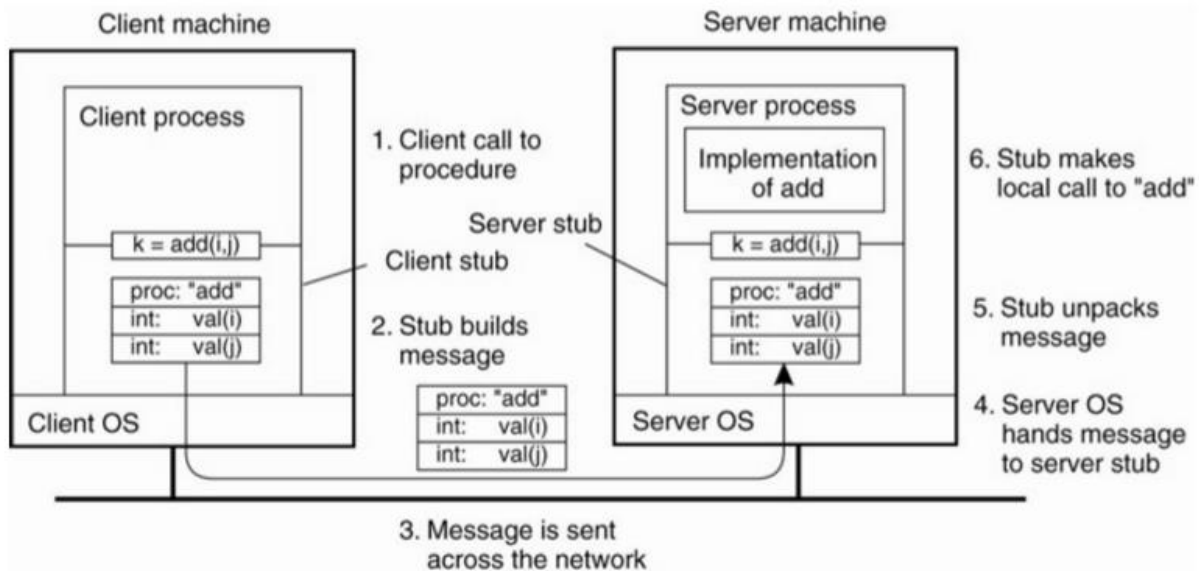 Client machine
Server machine
Client process
1. Client call to
procedure
Server process
Implementation
of add
6. Stub makes
local call to "add"
Server stub
k = add(i,j)
Client stub
k = add(i,j)
proc: "add"
int: val(i)
int: val(j)
2. Stub builds
message
proc: "add"
int: val(i)
int: val(j)
5. Stub unpacks
message
proc: "add"
int: val(i)
int: val(j)
Client OS
Server OS
4. Server OS
hands message
to server stub
3. Message is sent
across the network